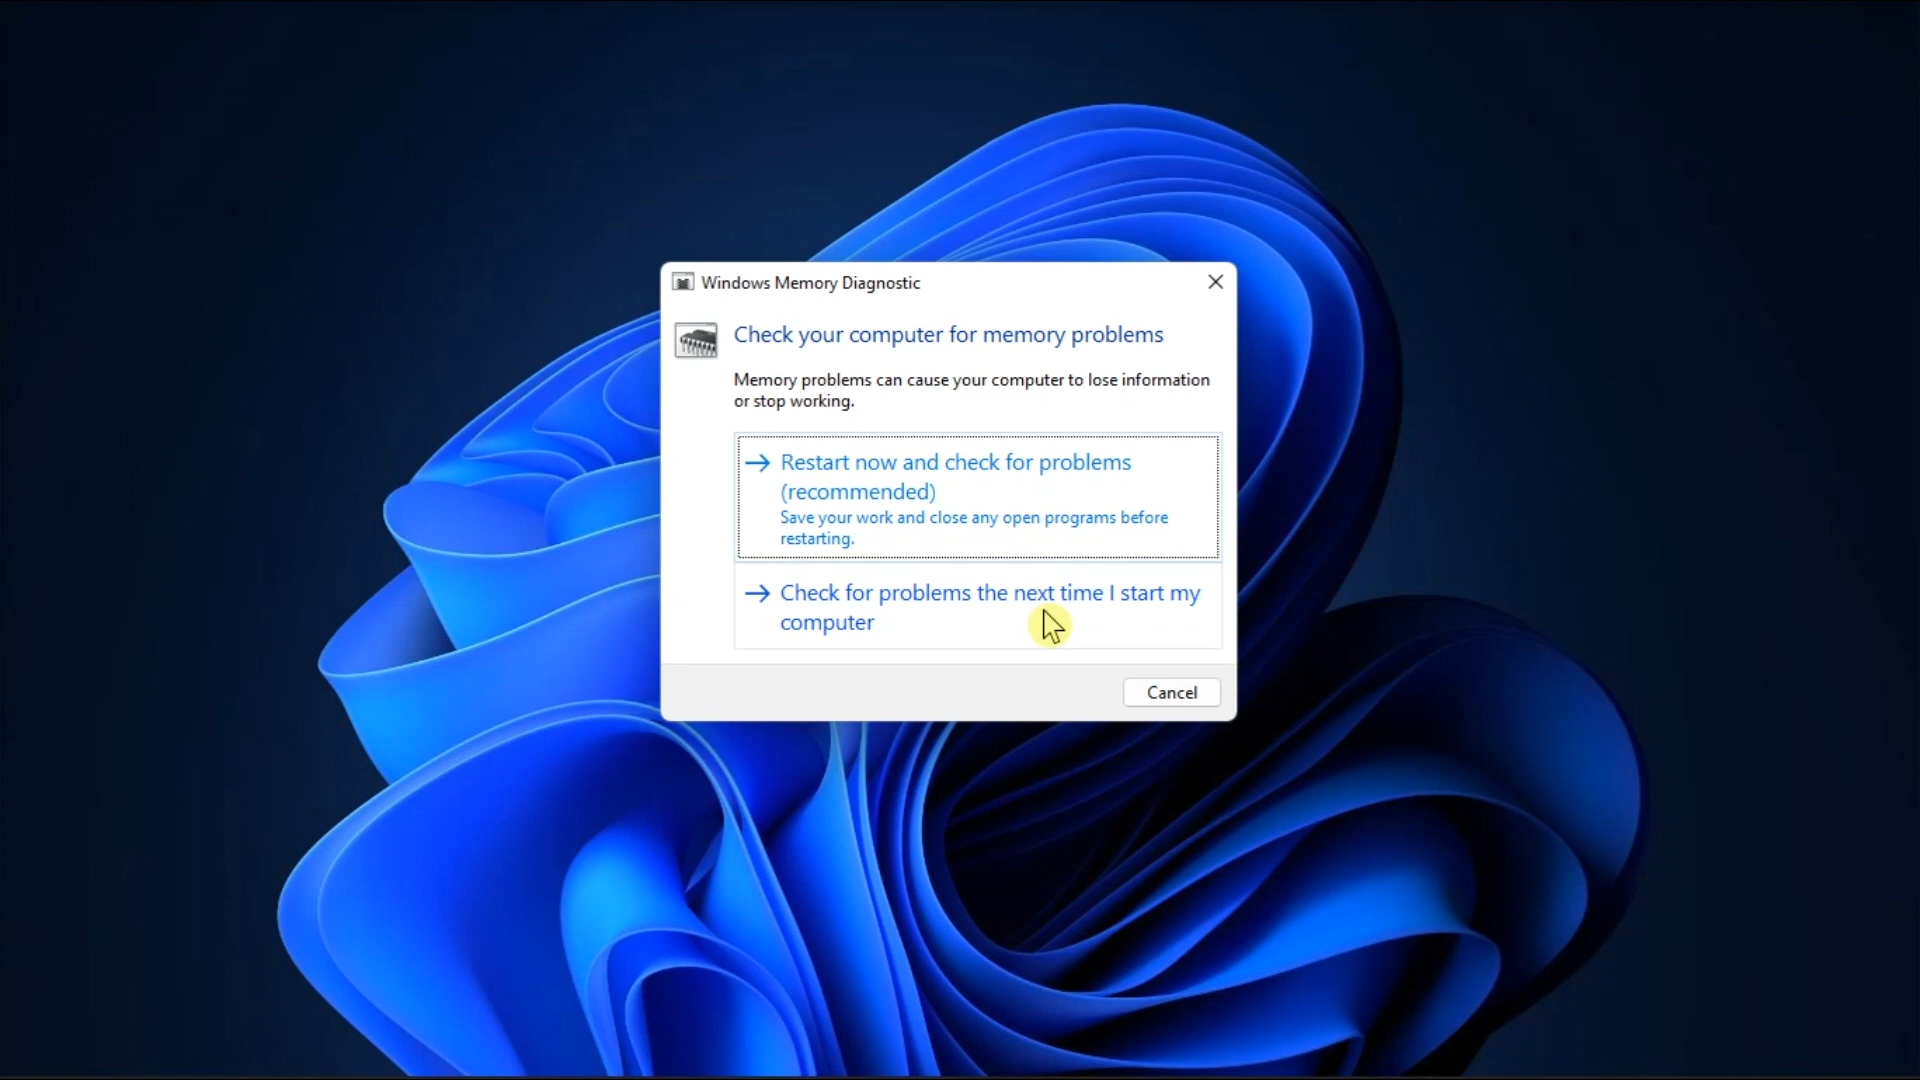 Windows Memory Diagnostic
Check your computer for memory problems
Memory problems can cause your computer to lose information
or stop working.
Restart now and check for problems
(recommended)
Save your work and close any open programs before
restarting.
Check for problems the next time I start my
computer
Cancel